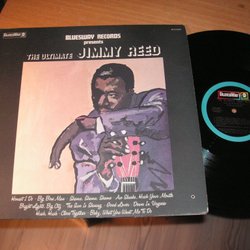 BLUESWAY RECORDS
presents
THE ULTIMATE JIMMY REED
Honest I Do - Big Boss Man - Shame, Shame, Shame - Aw Shucks, Hush Your Mouth
Bright Lights, Big City - The Sun Is Shining - Good Lover - Down In Virginia
Hush, Hush - Close Together - Baby, What You Want Me To Do